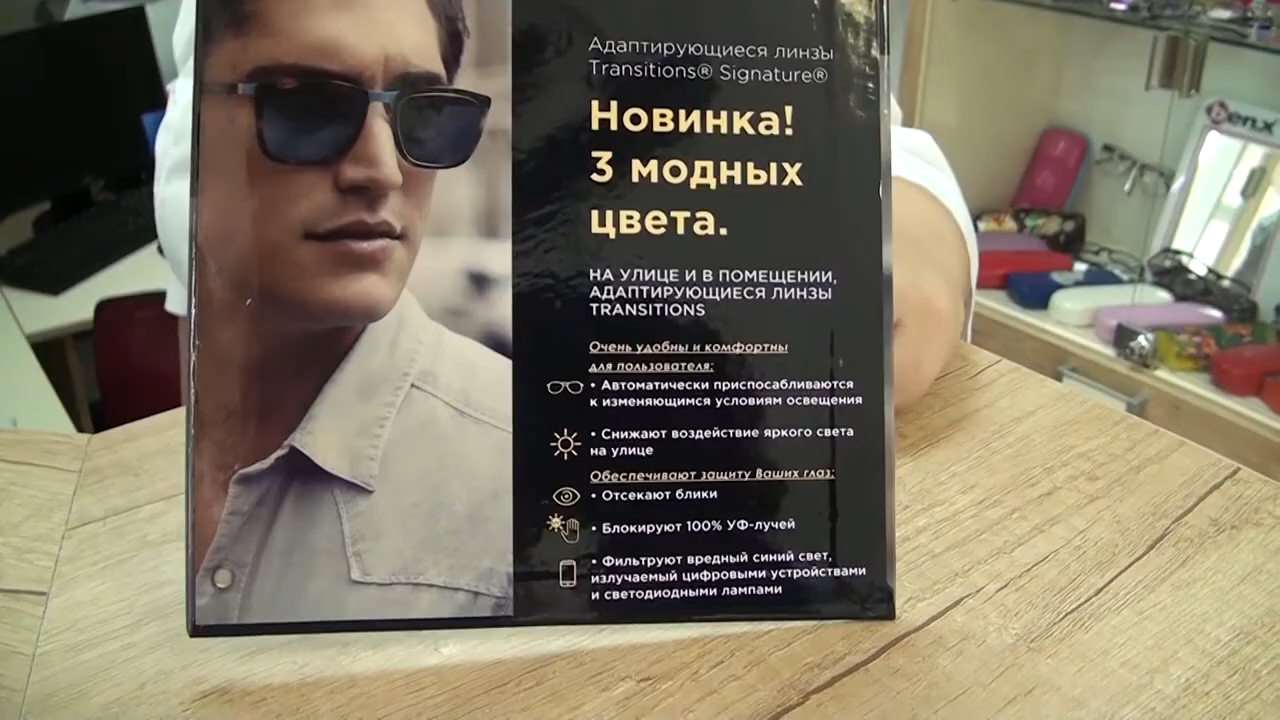 Адаптирующиеся линзы
Transitions® Signature®
Новинка!
3 модных
цвета.
НА УЛИЦЕ И В ПОМЕЩЕНИИ,
АДАПТИРУЮЩИЕСЯ ЛИНЗЫ
TRANSITIONS
Очень удобны и комфортны
для пользователя:
• Автоматически приспосабливаются
к изменяющимся условиям освещения
• Снижают воздействие яркого света
на улице
Обеспечивают защиту Ваших глаз:
• Отсекают блики
• Блокируют 100% УФ-лучей
• Фильтруют вредный синий свет,
излучаемый цифровыми устройствами
и светодиодными лампами